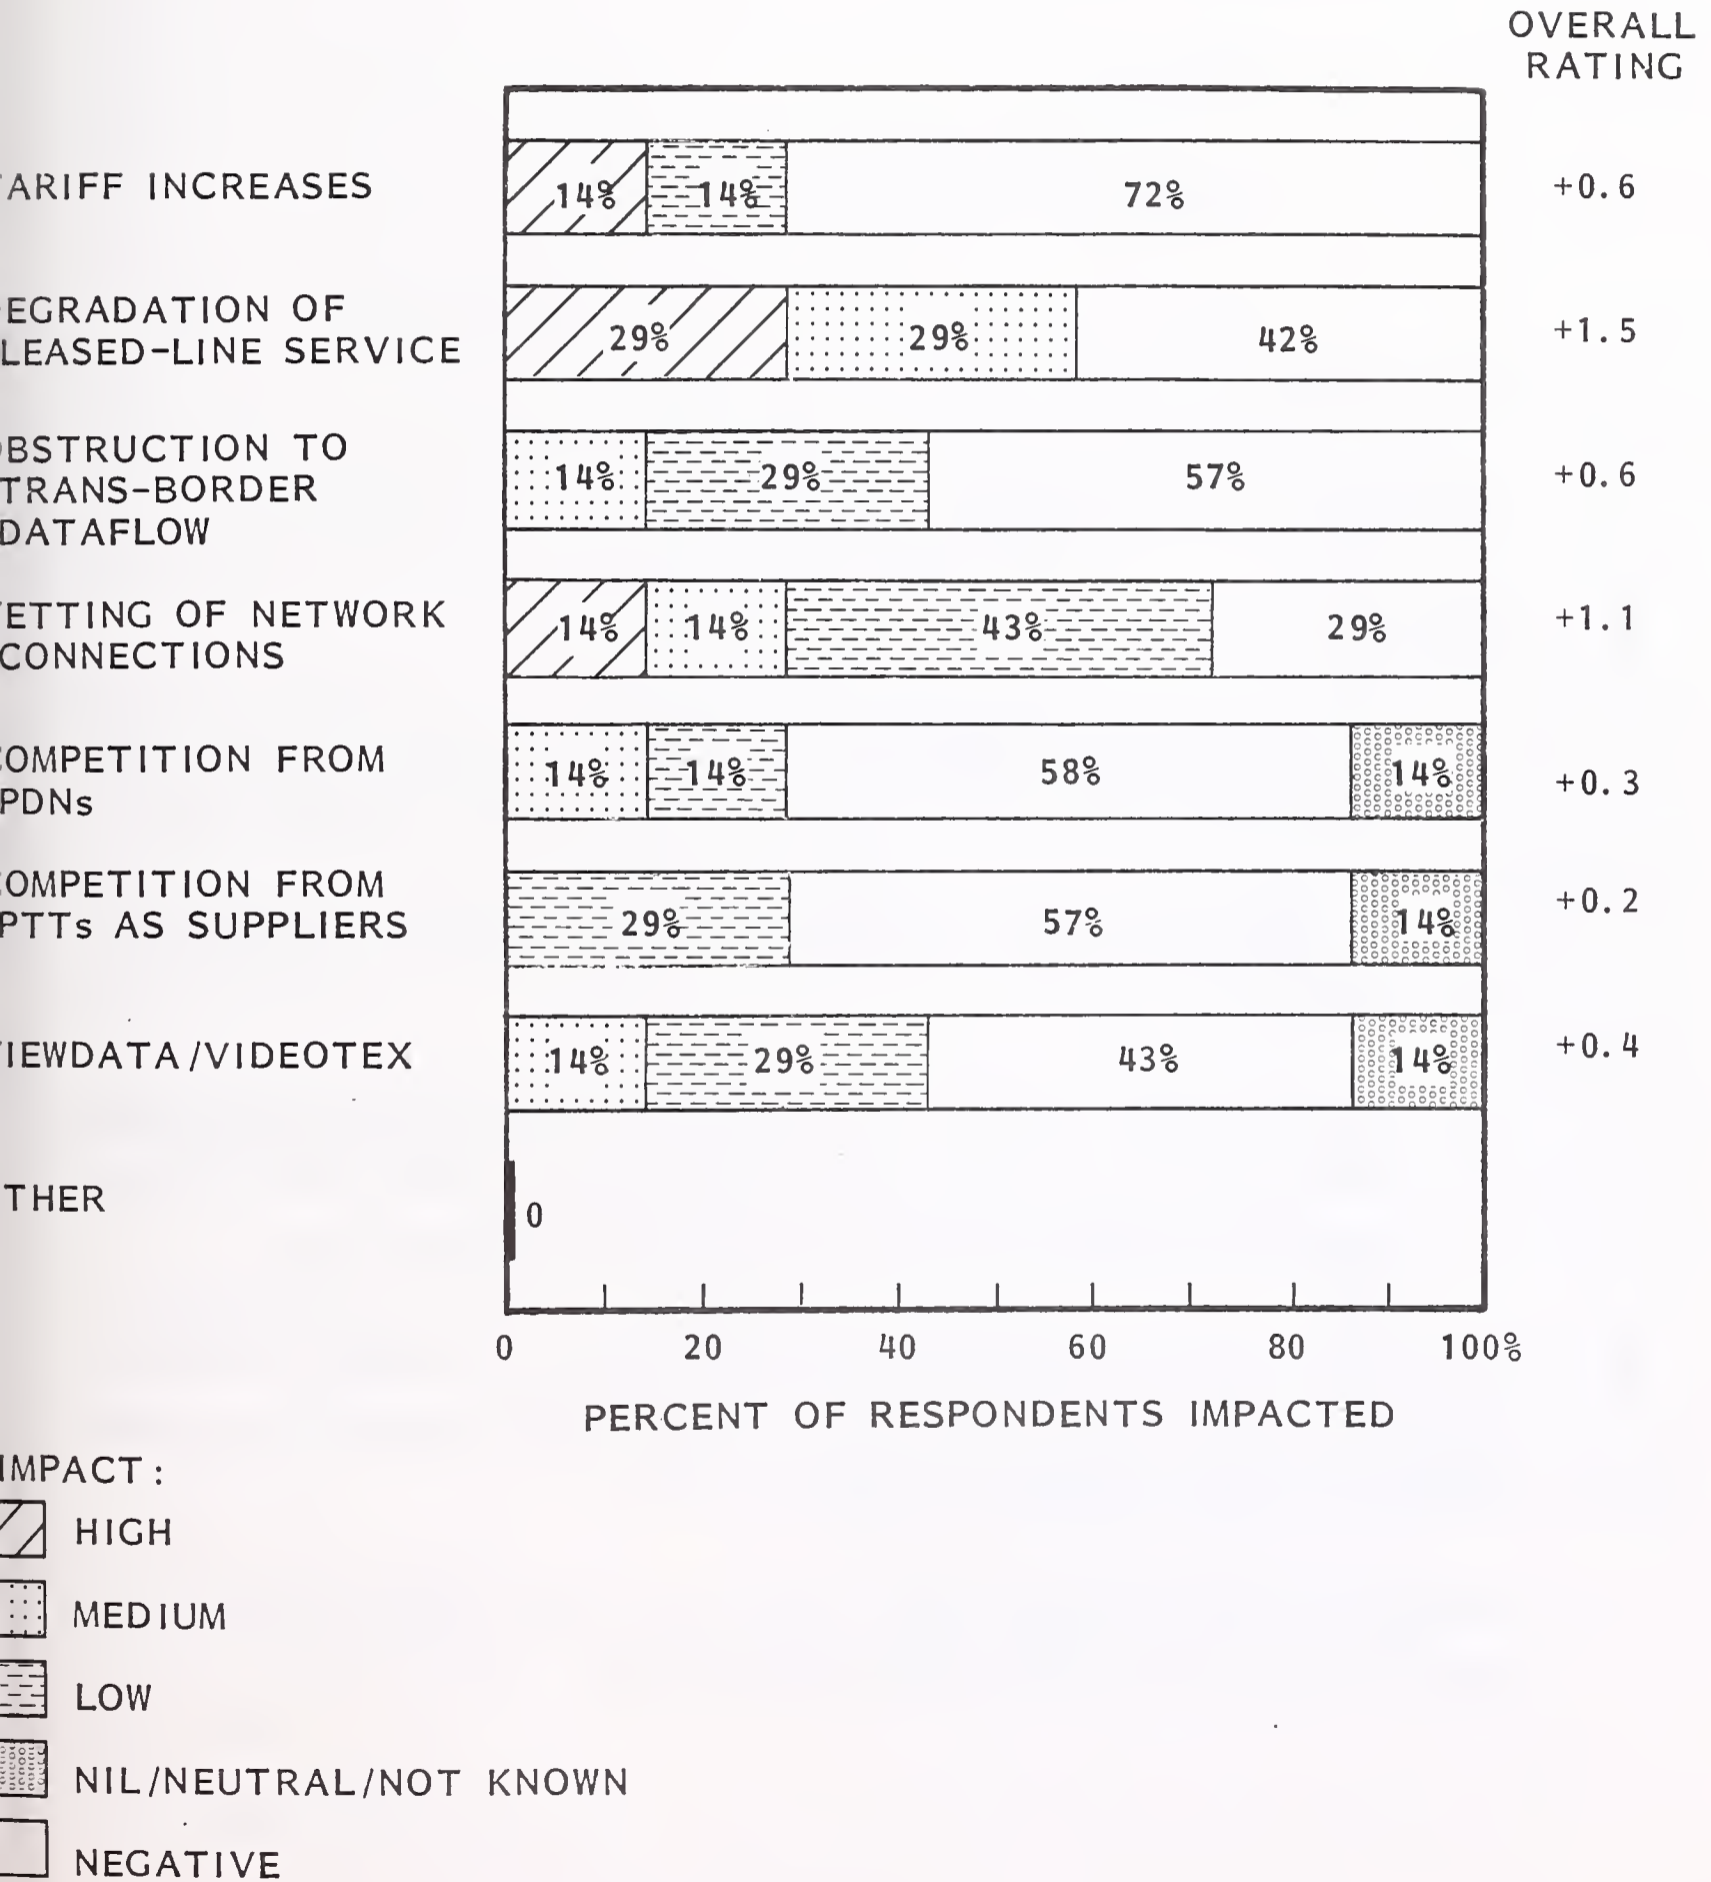 OVERALL
RATING
ARIFF INCREASES 14% 14% 72% +0.6
EGRADATION OF
LEASED-LINE SERVICE 29% 29% 42% +1.5
BSTRUCTION TO
TRANS-BORDER
DATAFLOW 14% 29% 57% +0.6
ETTING OF NETWORK
CONNECTIONS 14% 14% 43% 29% +1.1
OMPETITION FROM
PDNs 14% 14% 58% 14% +0.3
OMPETITION FROM
PTTs AS SUPPLIERS 29% 57% 14% +0.2
IEWDATA/VIDEOTEX 14% 29% 43% 14% +0.4
THER 0
0 20 40 60 80 100%
PERCENT OF RESPONDENTS IMPACTED
IMPACT:
HIGH
MEDIUM
LOW
NIL/NEUTRAL/NOT KNOWN
NEGATIVE